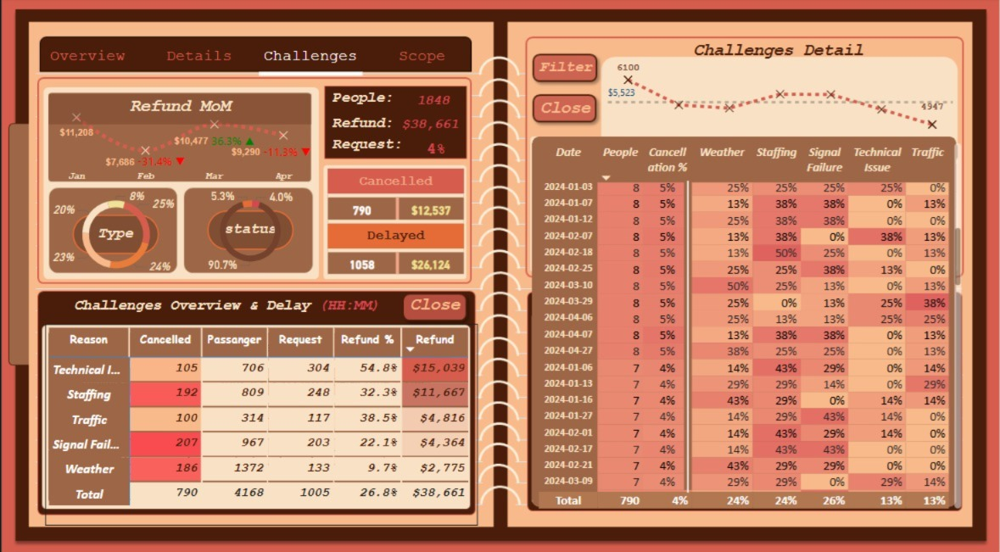 Overview Details Challenges Scope
Refund MoM
$11,208
$7,686 -31.4% ▼
$10,477 36.3% ▲
$9,290 -11.3% ▼
Jan Feb Mar Apr
People: 1848
Refund: $38,661
Request: 4%
Cancelled
790 $12,537
Delayed
1058 $26,124
Type
8%
25%
20%
23%
24%
status
5.3%
4.0%
90.7%
Challenges Overview & Delay (HH:MM) Close
Reason Cancelled Passanger Request Refund % Refund
Technical I... 105 706 304 54.8% $15,039
Staffing 192 809 248 32.3% $11,667
Traffic 100 314 117 38.5% $4,816
Signal Fail... 207 967 203 22.1% $4,364
Weather 186 1372 133 9.7% $2,775
Total 790 4168 1005 26.8% $38,661
Challenges Detail
Filter
Close
6100
$5,523
4947
Date People Cancell Weather Staffing Signal Technical Traffic
ation % Failure Issue
2024-01-03 8 5% 25% 25% 25% 25% 0%
2024-01-07 8 5% 13% 38% 38% 0% 13%
2024-01-12 8 5% 25% 38% 38% 0% 0%
2024-02-07 8 5% 13% 38% 0% 38% 13%
2024-02-18 8 5% 13% 50% 25% 0% 13%
2024-02-25 8 5% 25% 25% 38% 13% 0%
2024-03-10 8 5% 50% 25% 13% 0% 13%
2024-03-29 8 5% 25% 0% 13% 25% 38%
2024-04-06 8 5% 25% 13% 13% 25% 25%
2024-04-07 8 5% 13% 38% 38% 0% 13%
2024-04-27 8 5% 38% 25% 25% 0% 13%
2024-01-06 7 4% 14% 43% 29% 0% 14%
2024-01-13 7 4% 29% 29% 14% 0% 29%
2024-01-16 7 4% 43% 29% 0% 14% 14%
2024-01-27 7 4% 14% 29% 43% 14% 0%
2024-02-01 7 4% 14% 43% 29% 14% 0%
2024-02-17 7 4% 14% 43% 43% 0% 0%
2024-02-21 7 4% 43% 29% 29% 0% 0%
2024-03-09 7 4% 29% 29% 0% 29% 14%
Total 790 4% 24% 24% 26% 13% 13%